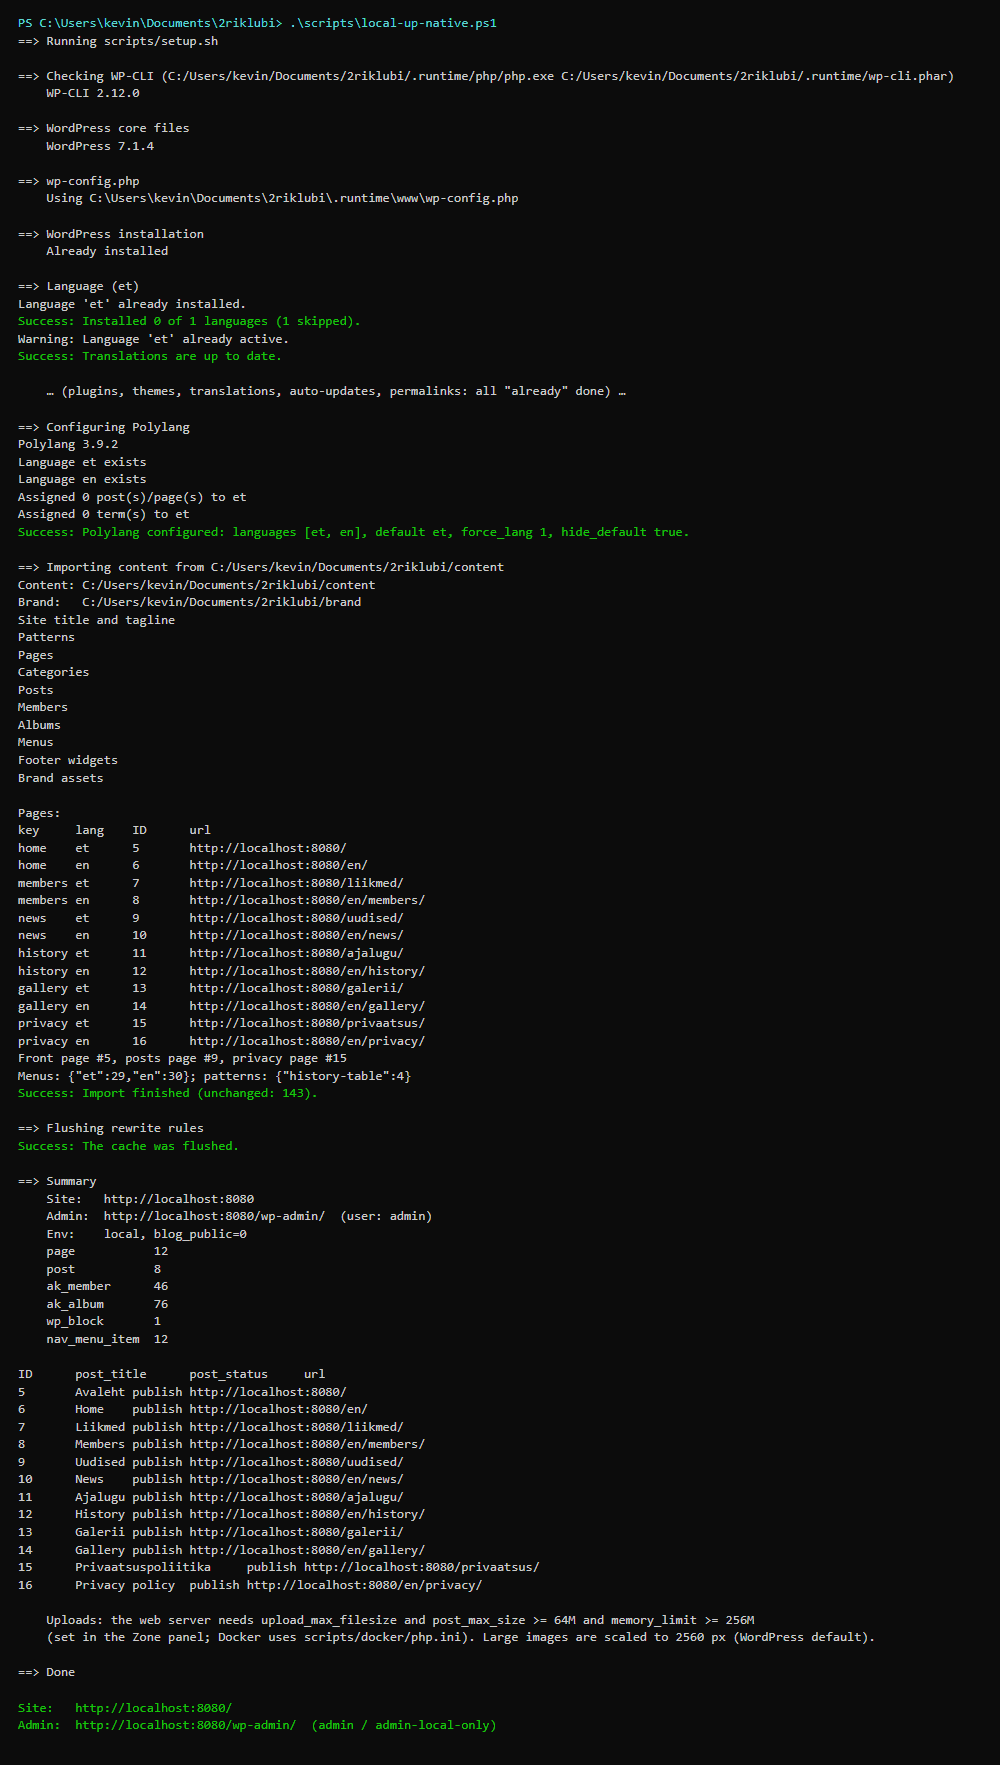 PS C:\Users\kevin\Documents\2riklubi> .\scripts\local-up-native.ps1
==> Running scripts/setup.sh
==> Checking WP-CLI (C:/Users/kevin/Documents/2riklubi/.runtime/php/php.exe C:/Users/kevin/Documents/2riklubi/.runtime/wp-cli.phar)
WP-CLI 2.12.0
==> WordPress core files
WordPress 7.1.4
==> wp-config.php
Using C:\Users\kevin\Documents\2riklubi\.runtime\www\wp-config.php
==> WordPress installation
Already installed
==> Language (et)
Language 'et' already installed.
Success: Installed 0 of 1 languages (1 skipped).
Warning: Language 'et' already active.
Success: Translations are up to date.
… (plugins, themes, translations, auto-updates, permalinks: all "already" done) …
==> Configuring Polylang
Polylang 3.9.2
Language et exists
Language en exists
Assigned 0 post(s)/page(s) to et
Assigned 0 term(s) to et
Success: Polylang configured: languages [et, en], default et, force_lang 1, hide_default true.
==> Importing content from C:/Users/kevin/Documents/2riklubi/content
Content: C:/Users/kevin/Documents/2riklubi/content
Brand:   C:/Users/kevin/Documents/2riklubi/brand
Site title and tagline
Patterns
Pages
Categories
Posts
Members
Albums
Menus
Footer widgets
Brand assets
Pages:
key     lang    ID      url
home    et      5       http://localhost:8080/
home    en      6       http://localhost:8080/en/
members et      7       http://localhost:8080/liikmed/
members en      8       http://localhost:8080/en/members/
news    et      9       http://localhost:8080/uudised/
news    en      10      http://localhost:8080/en/news/
history et      11      http://localhost:8080/ajalugu/
history en      12      http://localhost:8080/en/history/
gallery et      13      http://localhost:8080/galerii/
gallery en      14      http://localhost:8080/en/gallery/
privacy et      15      http://localhost:8080/privaatsus/
privacy en      16      http://localhost:8080/en/privacy/
Front page #5, posts page #9, privacy page #15
Menus: {"et":29,"en":30}; patterns: {"history-table":4}
Success: Import finished (unchanged: 143).
==> Flushing rewrite rules
Success: The cache was flushed.
==> Summary
Site:   http://localhost:8080
Admin:  http://localhost:8080/wp-admin/  (user: admin)
Env:    local, blog_public=0
page           12
post           8
ak_member      46
ak_album       76
wp_block       1
nav_menu_item  12
ID      post_title      post_status     url
5       Avaleht publish http://localhost:8080/
6       Home    publish http://localhost:8080/en/
7       Liikmed publish http://localhost:8080/liikmed/
8       Members publish http://localhost:8080/en/members/
9       Uudised publish http://localhost:8080/uudised/
10      News    publish http://localhost:8080/en/news/
11      Ajalugu publish http://localhost:8080/ajalugu/
12      History publish http://localhost:8080/en/history/
13      Galerii publish http://localhost:8080/galerii/
14      Gallery publish http://localhost:8080/en/gallery/
15      Privaatsuspoliitika     publish http://localhost:8080/privaatsus/
16      Privacy policy  publish http://localhost:8080/en/privacy/
Uploads: the web server needs upload_max_filesize and post_max_size >= 64M and memory_limit >= 256M
(set in the Zone panel; Docker uses scripts/docker/php.ini). Large images are scaled to 2560 px (WordPress default).
==> Done
Site:   http://localhost:8080/
Admin:  http://localhost:8080/wp-admin/  (admin / admin-local-only)